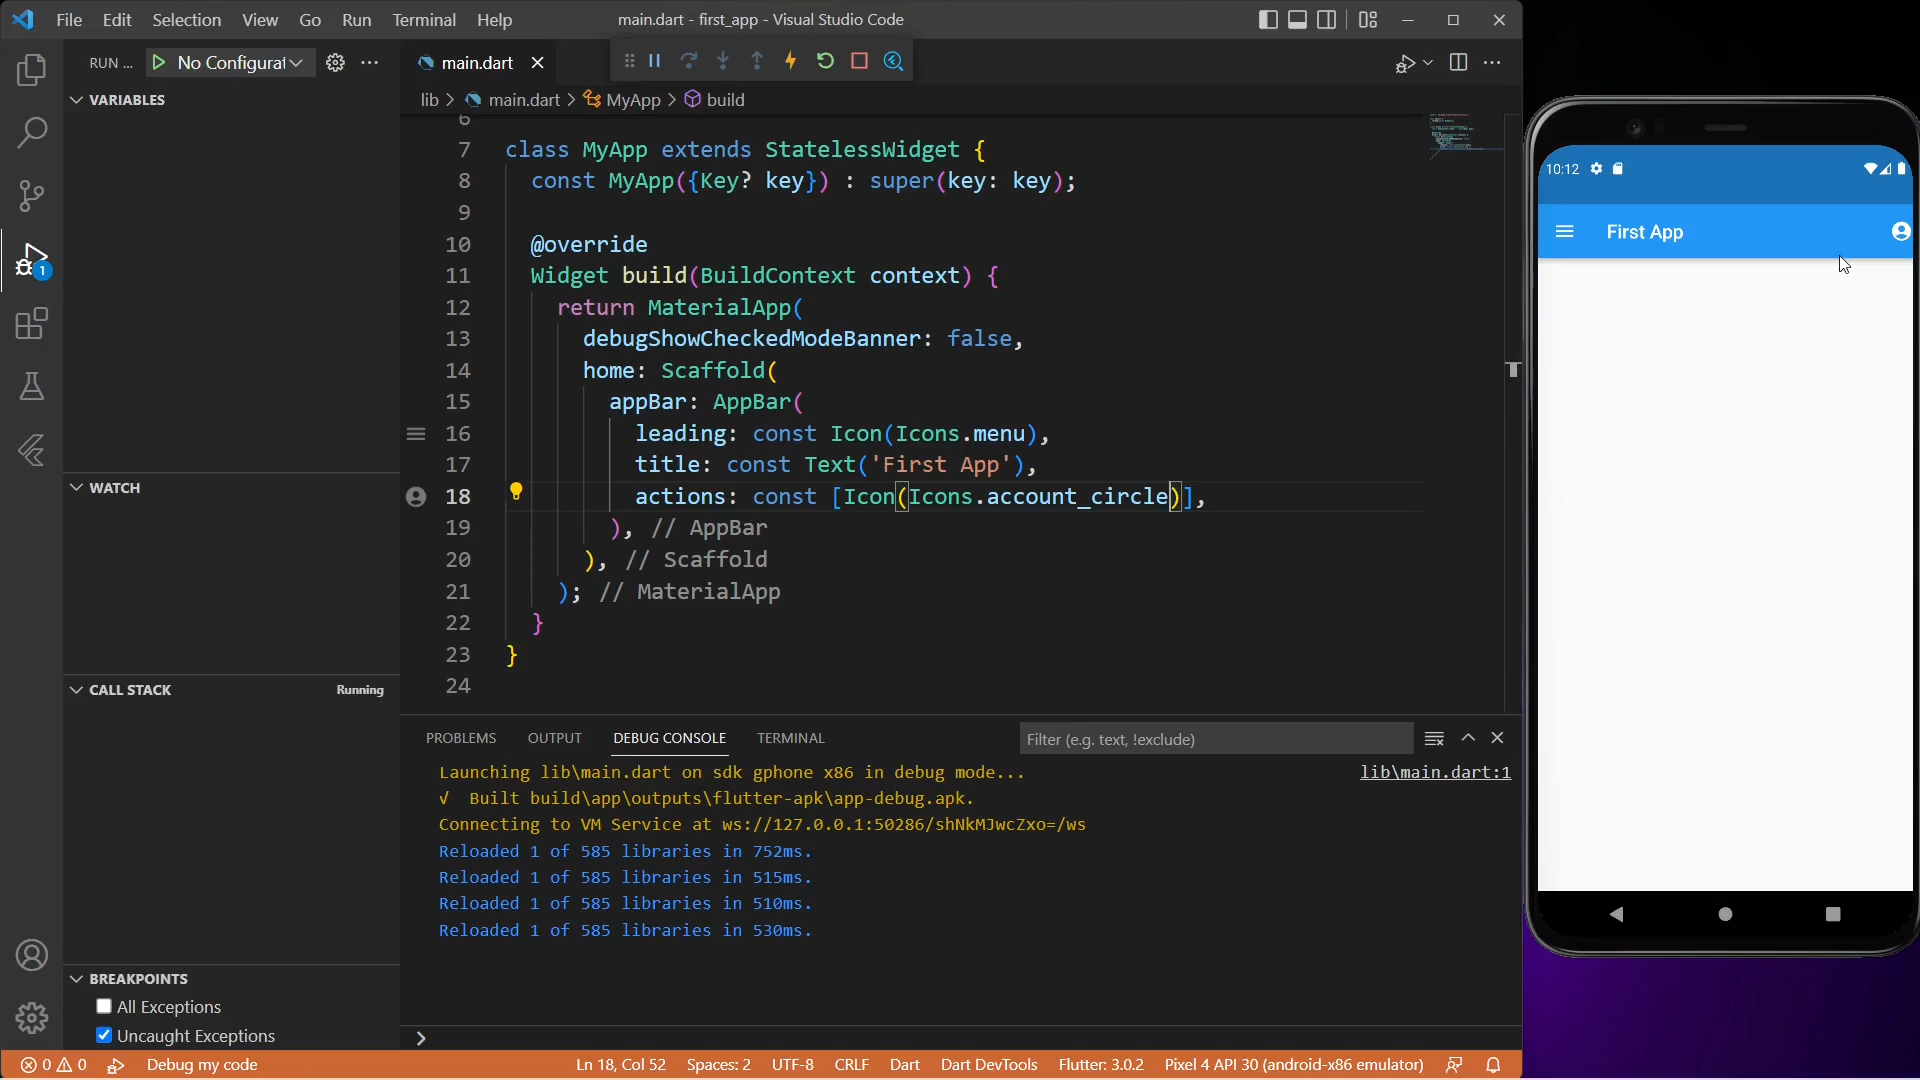 File Edit Selection View Go Run Terminal Help
main.dart - first_app - Visual Studio Code
RUN ... No Configurat
main.dart
lib > main.dart > MyApp > build
VARIABLES
WATCH
CALL STACK Running
BREAKPOINTS
All Exceptions
Uncaught Exceptions
1
6
7 class MyApp extends StatelessWidget {
8 const MyApp({Key? key}) : super(key: key);
9
10 @override
11 Widget build(BuildContext context) {
12 return MaterialApp(
13 debugShowCheckedModeBanner: false,
14 home: Scaffold(
15 appBar: AppBar(
16 leading: const Icon(Icons.menu),
17 title: const Text('First App'),
18 actions: const [Icon(Icons.account_circle)],
19 ), // AppBar
20 ), // Scaffold
21 ); // MaterialApp
22 }
23 }
24
PROBLEMS OUTPUT DEBUG CONSOLE TERMINAL
Filter (e.g. text, !exclude)
Launching lib\main.dart on sdk gphone x86 in debug mode... lib\main.dart:1
√ Built build\app\outputs\flutter-apk\app-debug.apk.
Connecting to VM Service at ws://127.0.0.1:50286/shNkMJwcZxo=/ws
Reloaded 1 of 585 libraries in 752ms.
Reloaded 1 of 585 libraries in 515ms.
Reloaded 1 of 585 libraries in 510ms.
Reloaded 1 of 585 libraries in 530ms.
0 0 Debug my code
Ln 18, Col 52 Spaces: 2 UTF-8 CRLF Dart Dart DevTools Flutter: 3.0.2 Pixel 4 API 30 (android-x86 emulator)
10:12
First App